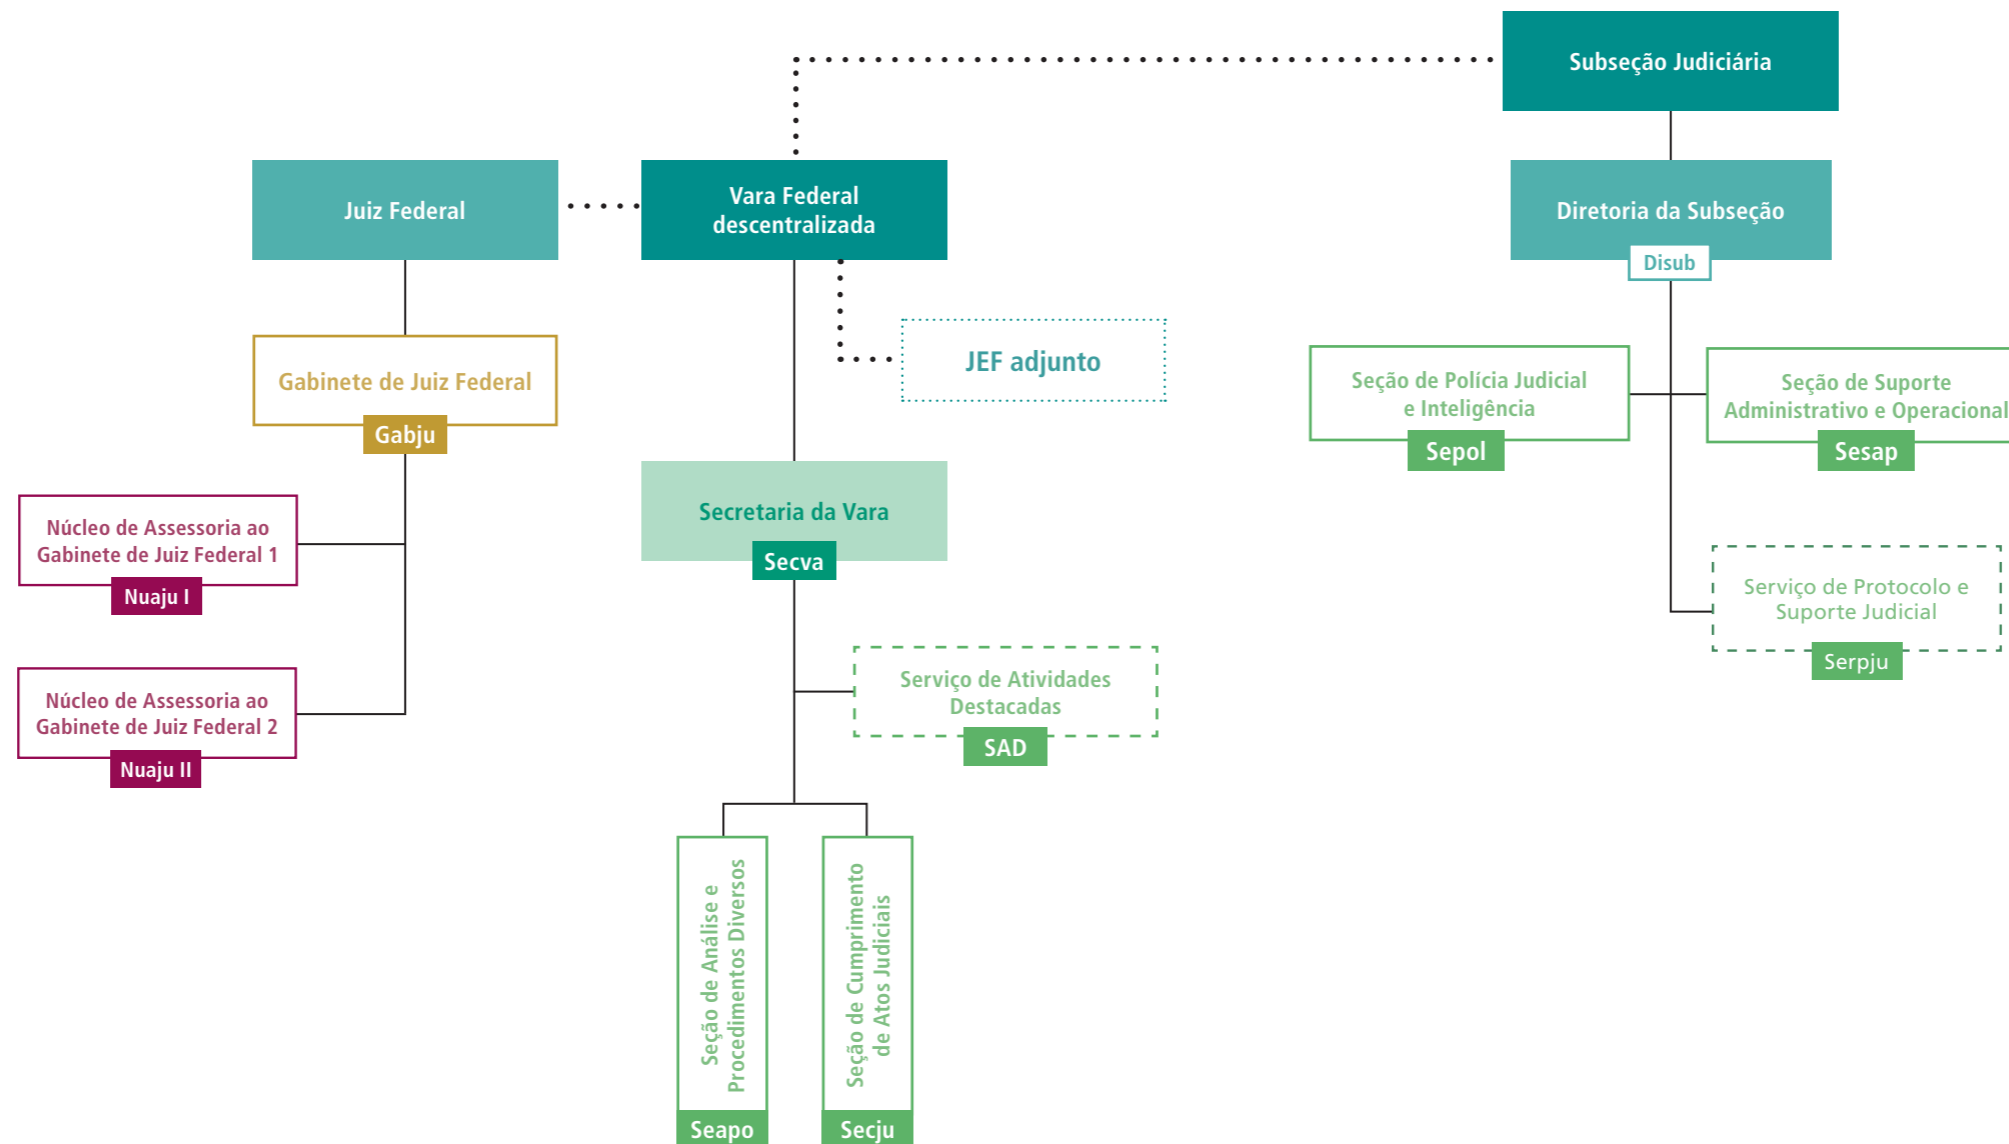 Subseção Judiciária
Juiz Federal
Vara Federal
descentralizada
Diretoria da Subseção
Disub
JEF adjunto
Gabinete de Juiz Federal
Gabju
Seção de Polícia Judicial
e Inteligência
Sepol
Seção de Suporte
Administrativo e Operacional
Sesap
Núcleo de Assessoria ao
Gabinete de Juiz Federal 1
Nuaju I
Secretaria da Vara
Secva
Serviço de Protocolo e
Suporte Judicial
Serpju
Núcleo de Assessoria ao
Gabinete de Juiz Federal 2
Nuaju II
Serviço de Atividades
Destacadas
SAD
Seção de Análise e
Procedimentos Diversos
Seapo
Seção de Cumprimento
de Atos Judiciais
Secju